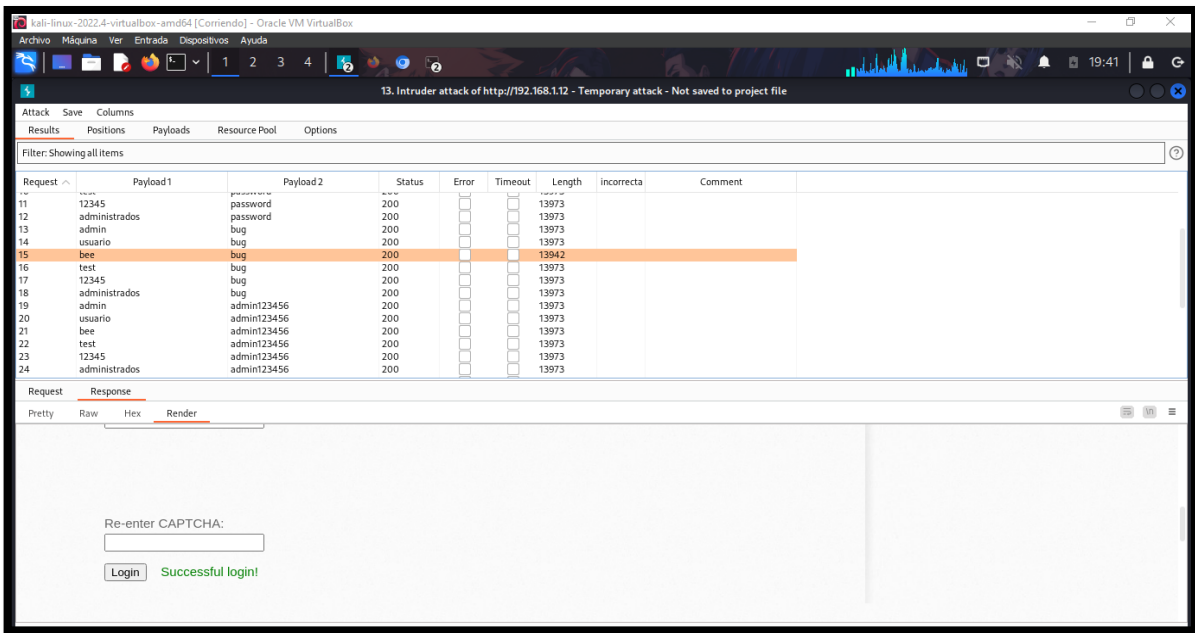 kali-linux-2022.4-virtualbox-amd64 [Corriendo] - Oracle VM VirtualBox
Archivo Máquina Ver Entrada Dispositivos Ayuda
1 2 3 4 2 2 19:41
13. Intruder attack of http://192.168.1.12 - Temporary attack - Not saved to project file
Attack Save Columns
Results Positions Payloads Resource Pool Options
Filter: Showing all items
Request Payload 1 Payload 2 Status Error Timeout Length incorrecta Comment
11 12345 password 200 13973
12 administrados password 200 13973
13 admin bug 200 13973
14 usuario bug 200 13973
15 bee bug 200 13942
16 test bug 200 13973
17 12345 bug 200 13973
18 administrados bug 200 13973
19 admin admin123456 200 13973
20 usuario admin123456 200 13973
21 bee admin123456 200 13973
22 test admin123456 200 13973
23 12345 admin123456 200 13973
24 administrados admin123456 200 13973
Request Response
Pretty Raw Hex Render \n
Re-enter CAPTCHA:
Login Successful login!